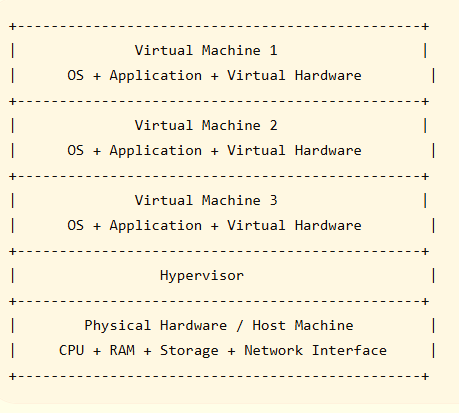 +------------------------------------------------+
|              Virtual Machine 1                 |
|      OS + Application + Virtual Hardware        |
+------------------------------------------------+
|              Virtual Machine 2                 |
|      OS + Application + Virtual Hardware        |
+------------------------------------------------+
|              Virtual Machine 3                 |
|      OS + Application + Virtual Hardware        |
+------------------------------------------------+
|                 Hypervisor                      |
+------------------------------------------------+
|        Physical Hardware / Host Machine         |
|     CPU + RAM + Storage + Network Interface     |
+------------------------------------------------+